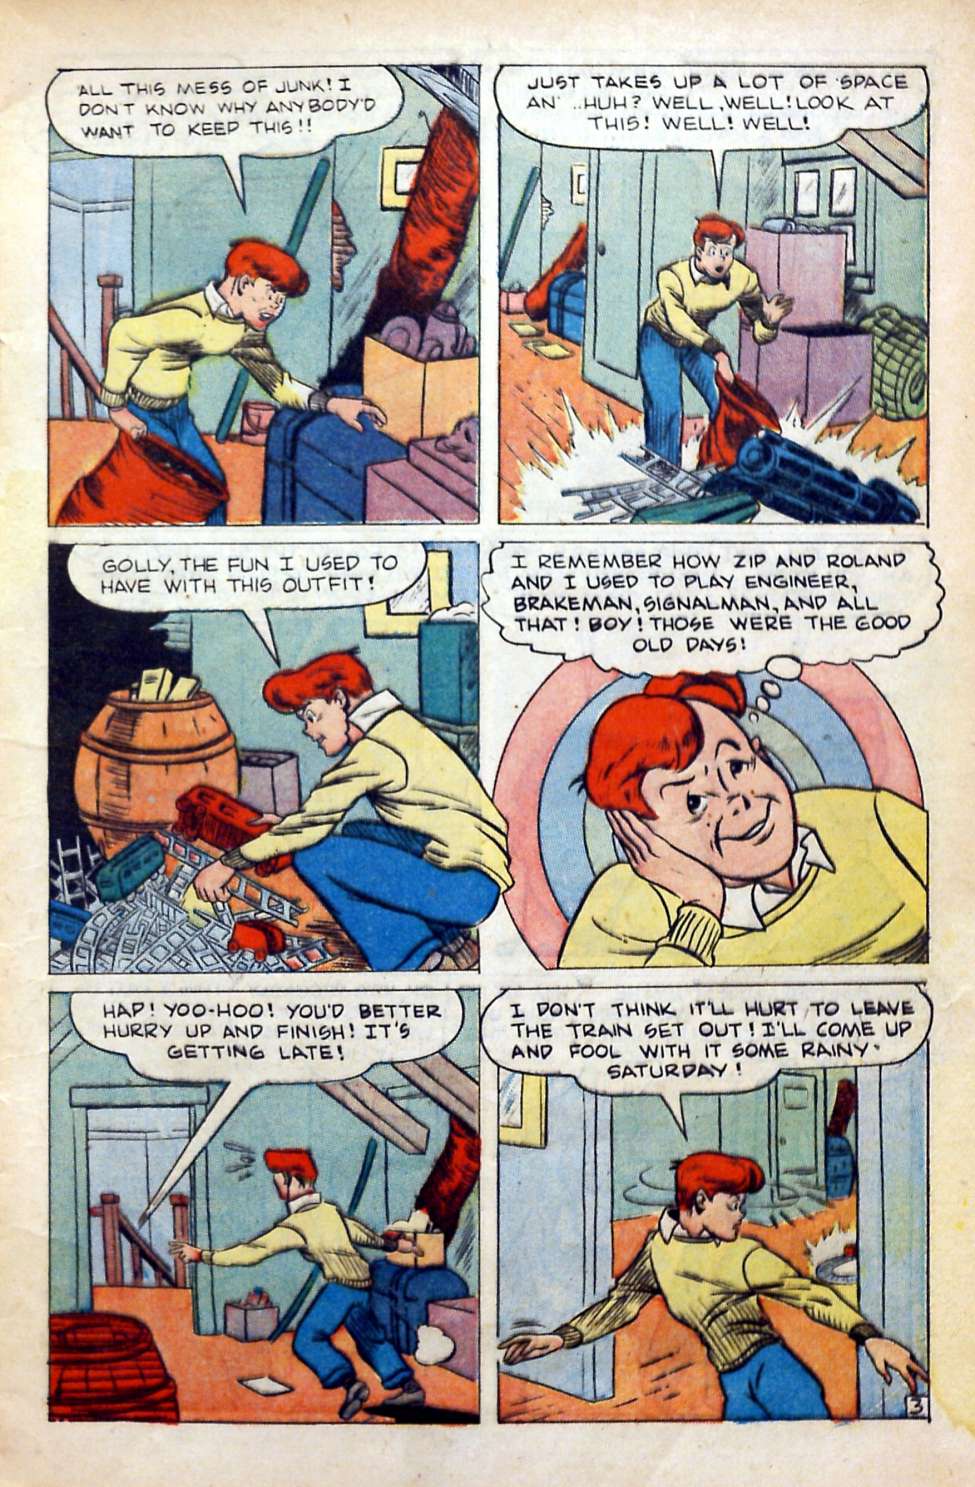 ALL THIS MESS OF JUNK! I
DON'T KNOW WHY ANYBODY'D
WANT TO KEEP THIS!!
JUST TAKES UP A LOT OF SPACE
AN' ..HUH? WELL, WELL! LOOK AT
THIS! WELL! WELL!
GOLLY, THE FUN I USED TO
HAVE WITH THIS OUTFIT!
I REMEMBER HOW ZIP AND ROLAND
AND I USED TO PLAY ENGINEER,
BRAKEMAN, SIGNALMAN, AND ALL
THAT! BOY! THOSE WERE THE GOOD
OLD DAYS!
HAP! YOO-HOO! YOU'D BETTER
HURRY UP AND FINISH! IT'S
GETTING LATE!
I DON'T THINK IT'LL HURT TO LEAVE
THE TRAIN SET OUT! I'LL COME UP
AND FOOL WITH IT SOME RAINY
SATURDAY!
3